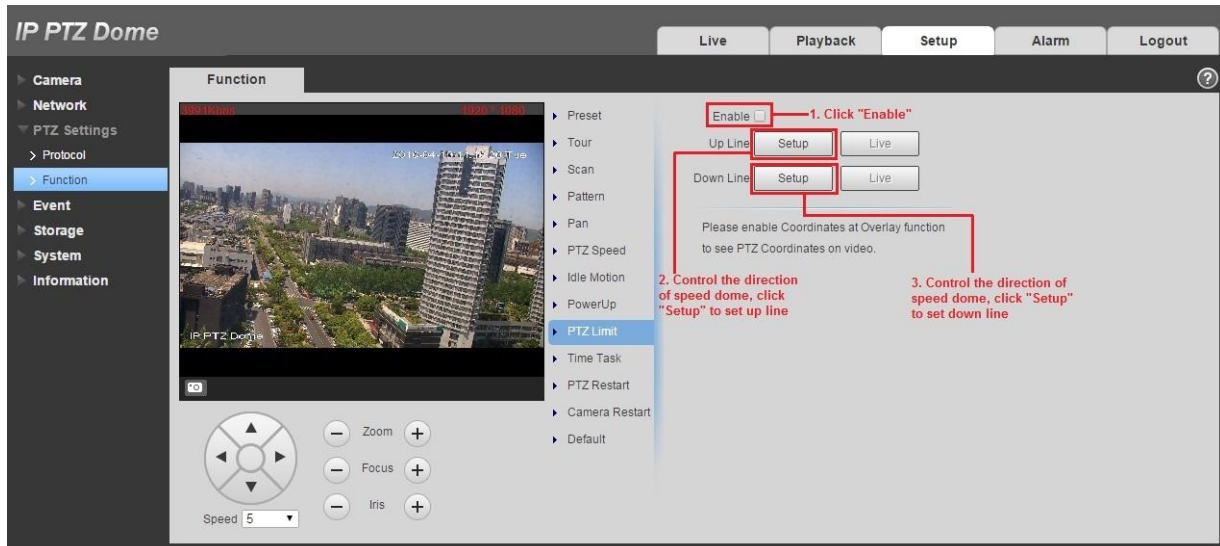 IP PTZ Dome
Live
Playback
Setup
Alarm
Logout
Camera
Network
PTZ Settings
Protocol
Function
Event
Storage
System
Information
Function
3991Kbps
1920 * 1080
IP PTZ Dome
Zoom
Focus
Iris
Speed 5
Preset
Tour
Scan
Pattern
Pan
PTZ Speed
Idle Motion
PowerUp
PTZ Limit
Time Task
PTZ Restart
Camera Restart
Default
Enable
1. Click "Enable"
Up Line Setup Live
Down Line Setup Live
Please enable Coordinates at Overlay function
to see PTZ Coordinates on video.
2. Control the direction
of speed dome, click
"Setup" to set up line
3. Control the direction of
speed dome, click "Setup"
to set down line